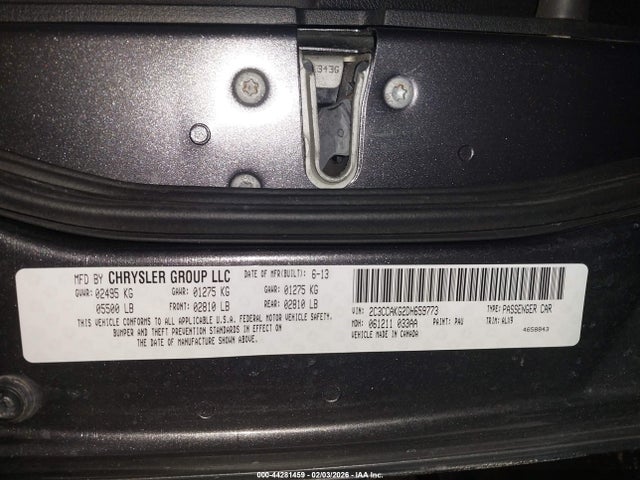 343G
MFD BY CHRYSLER GROUP LLC DATE OF MFR(BUILT): 6-13
GVWR: 02495 KG GAWR: 01275 KG GAWR: 01275 KG
05500 LB FRONT: 02810 LB REAR: 02810 LB
THIS VEHICLE CONFORMS TO ALL APPLICABLE U.S.A. FEDERAL MOTOR VEHICLE SAFETY,
BUMPER AND THEFT PREVENTION STANDARDS IN EFFECT ON
THE DATE OF MANUFACTURE SHOWN ABOVE.
VIN: 2C3CCAKG2DH659773 TYPE: PASSENGER CAR
MDH: 061211 033AA PAINT: PAU TRIM: ALX9
VEHICLE MADE IN CANADA 4658843
000-44281459 - 02/03/2026 - IAA Inc.